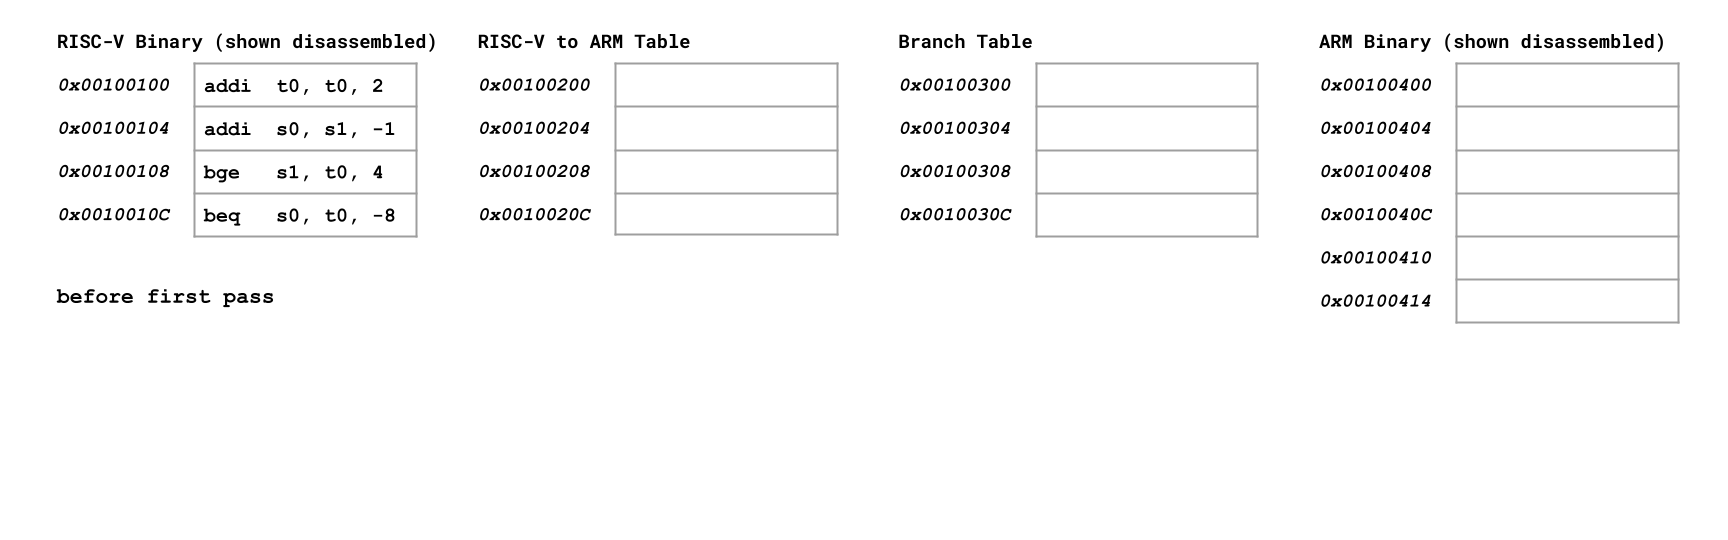 RISC-V Binary (shown disassembled) RISC-V to ARM Table Branch Table ARM Binary (shown disassembled)
0x00100100 addi t0, t0, 2 0x00100200 0x00100300 0x00100400
0x00100104 addi s0, s1, -1 0x00100204 0x00100304 0x00100404
0x00100108 bge s1, t0, 4 0x00100208 0x00100308 0x00100408
0x0010010C beq s0, t0, -8 0x0010020C 0x0010030C 0x0010040C
0x00100410
before first pass 0x00100414